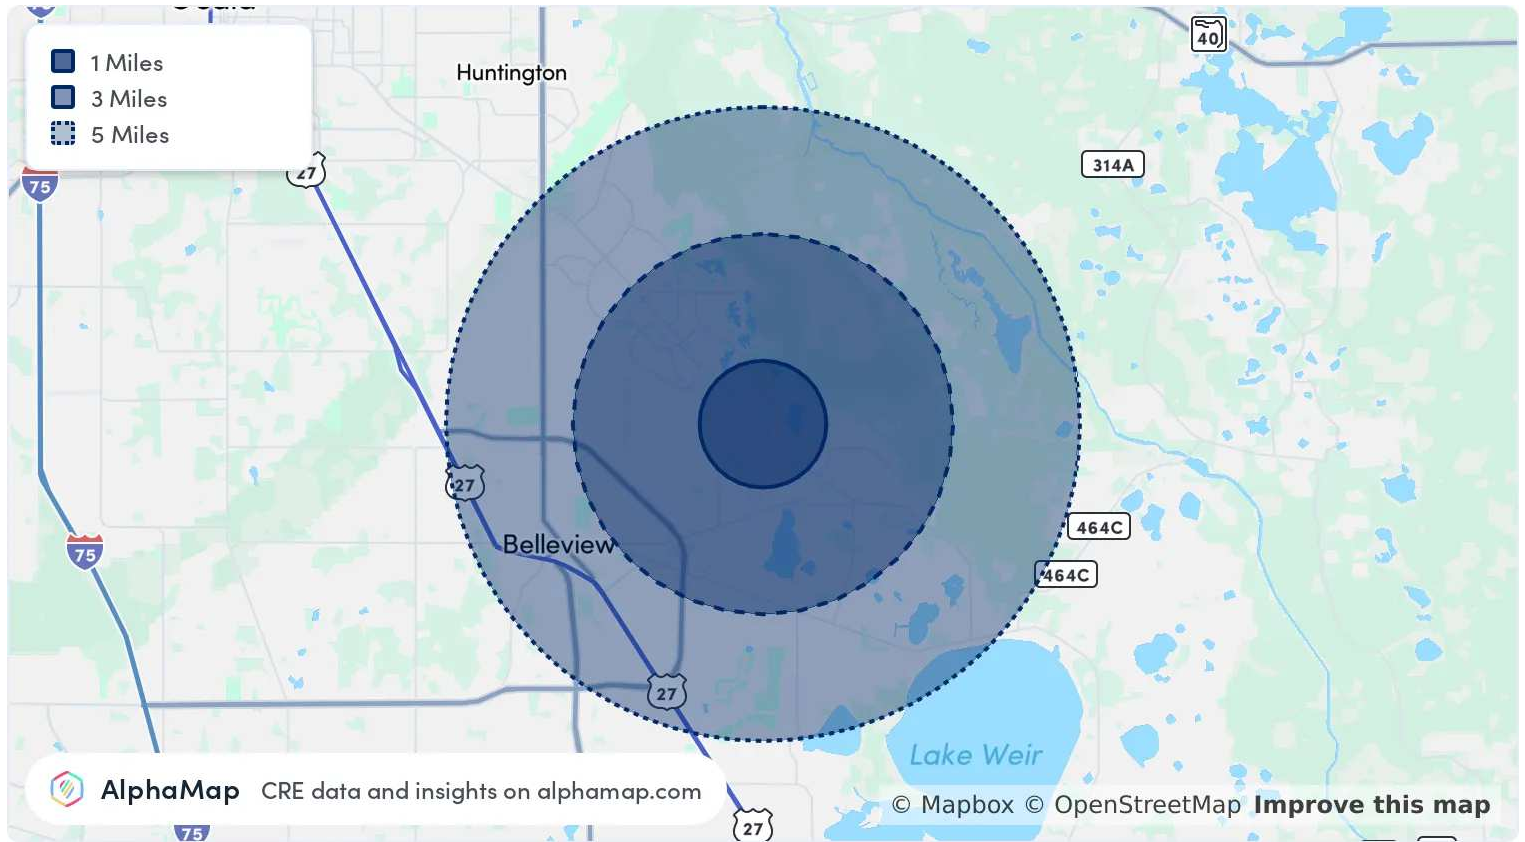 1 Miles
3 Miles
5 Miles
Huntington
40
314A
27
75
27
464C
Belleview
75
464C
27
Lake Weir
AlphaMap CRE data and insights on alphamap.com
© Mapbox © OpenStreetMap Improve this map
75
27